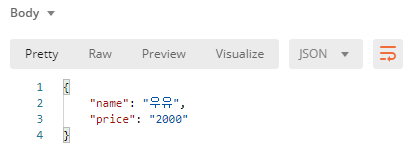 Body
Pretty Raw Preview Visualize JSON
1 {
2 "name": "우유",
3 "price": "2000"
4 }